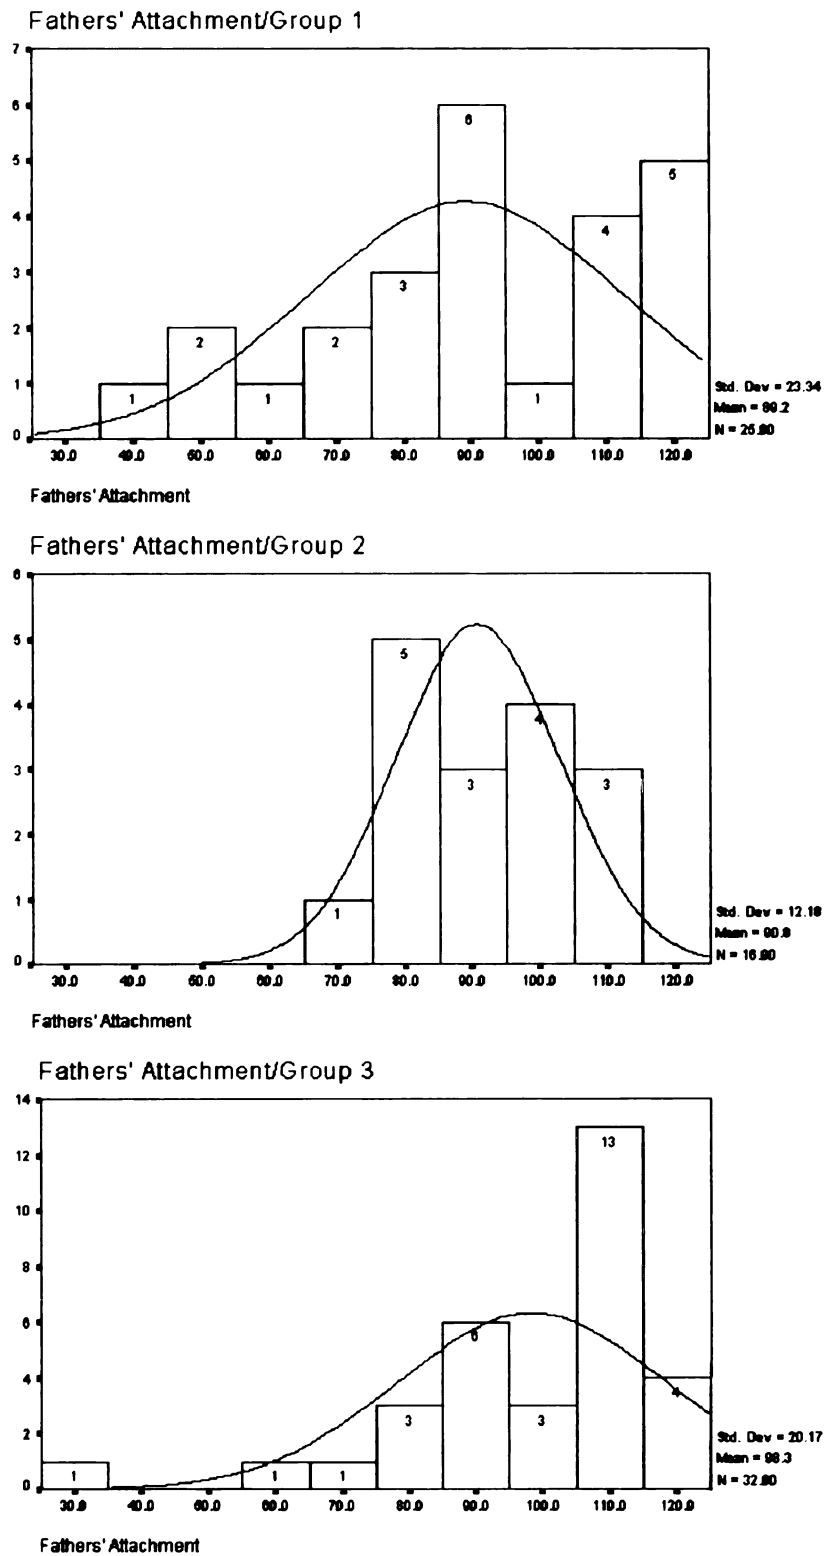 Fathers' Attachment/Group 1
7
6
5
4
3
2
1
0
1
2
1
2
3
6
1
4
5
30.0 40.0 50.0 60.0 70.0 80.0 90.0 100.0 110.0 120.0
Std. Dev = 23.34
Mean = 89.2
N = 25.00
Fathers' Attachment
Fathers' Attachment/Group 2
6
5
4
3
2
1
0
1
5
3
4
3
30.0 40.0 50.0 60.0 70.0 80.0 90.0 100.0 110.0 120.0
Std. Dev = 12.18
Mean =
N = 16.00
Fathers' Attachment
Fathers' Attachment/Group 3
14
12
10
8
6
4
2
0
1
1
1
3
6
3
13
4
30.0 40.0 50.0 60.0 70.0 80.0 90.0 100.0 110.0 120.0
Std. Dev = 20.17
Mean = 98.3
N = 32.00
Fathers' Attachment